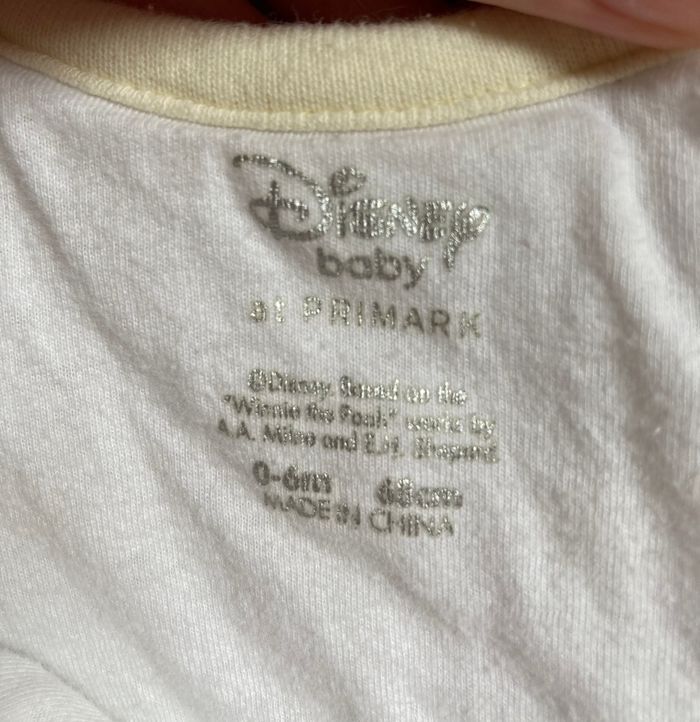 Disney
baby
at PRIMARK
©Disney. Based on the
"Winnie the Pooh" works by
A.A. Milne and E.H. Shepard.
0-6m 68cm
MADE IN CHINA